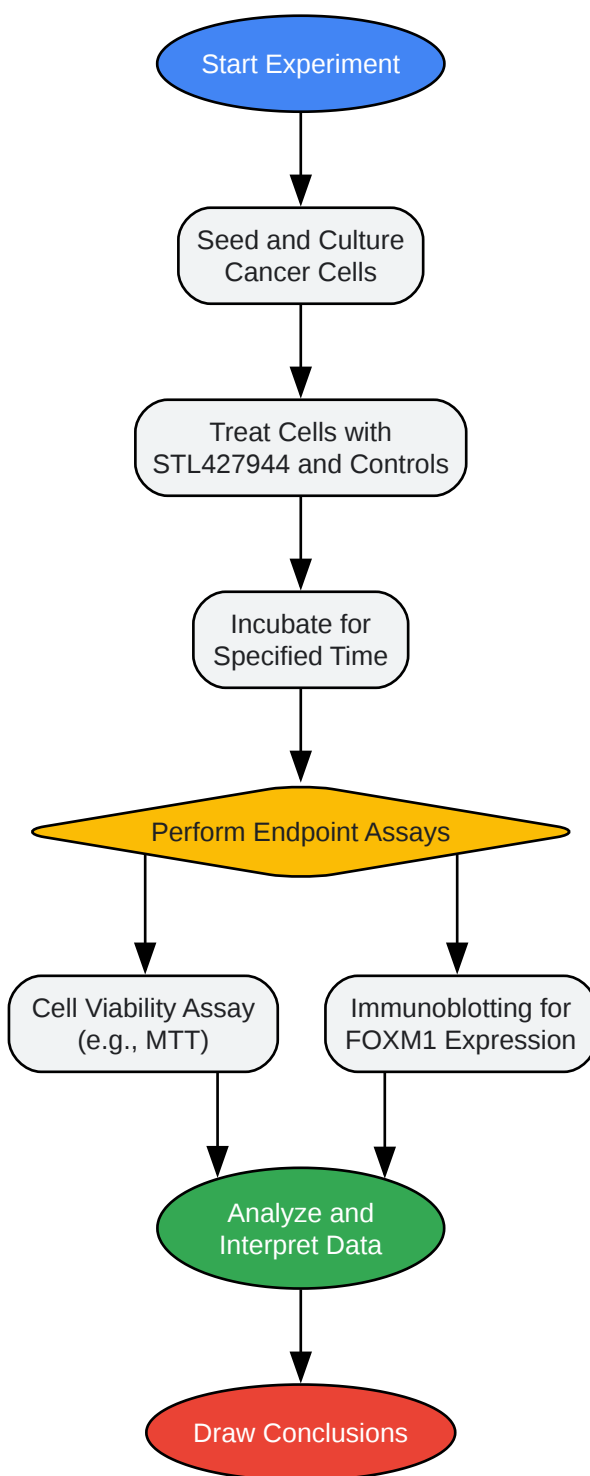 Start Experiment
Seed and Culture
Cancer Cells
Treat Cells with
STL427944 and Controls
Incubate for
Specified Time
Perform Endpoint Assays
Cell Viability Assay
(e.g., MTT)
Immunoblotting for
FOXM1 Expression
Analyze and
Interpret Data
Draw Conclusions